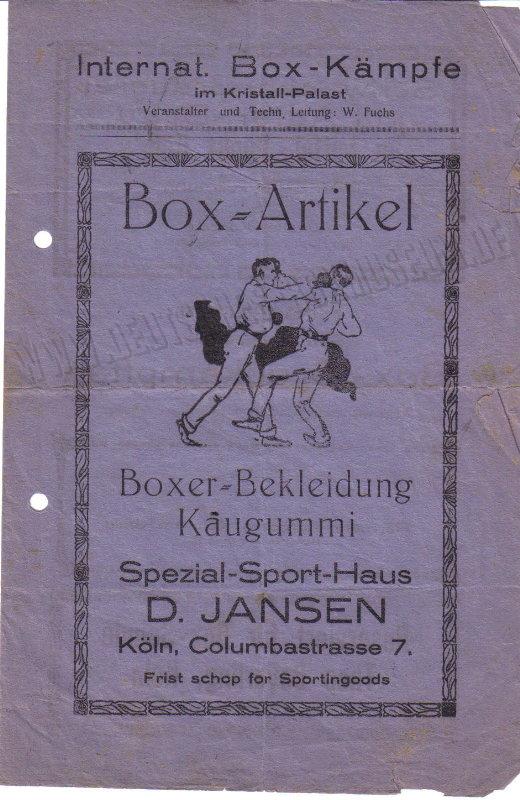 Internat. Box-Kämpfe
im Kristall-Palast
Veranstalter und Techn. Leitung: W. Fuchs
Box-Artikel
Boxer-Bekleidung
Kaugummi
Spezial-Sport-Haus
D. JANSEN
Köln, Columbastrasse 7.
Frist schop for Sportingoods